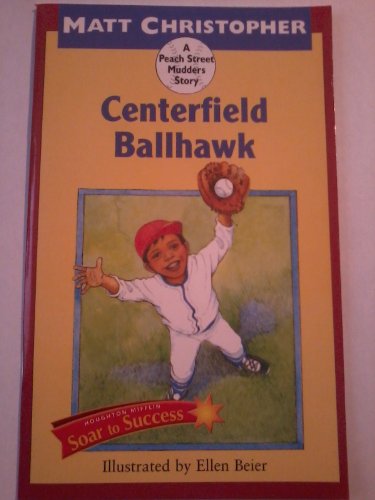 MATT CHRISTOPHER
A
Peach Street
Mudders
Story
Centerfield
Ballhawk
HOUGHTON MIFFLIN
Soar to Success
Illustrated by Ellen Beier